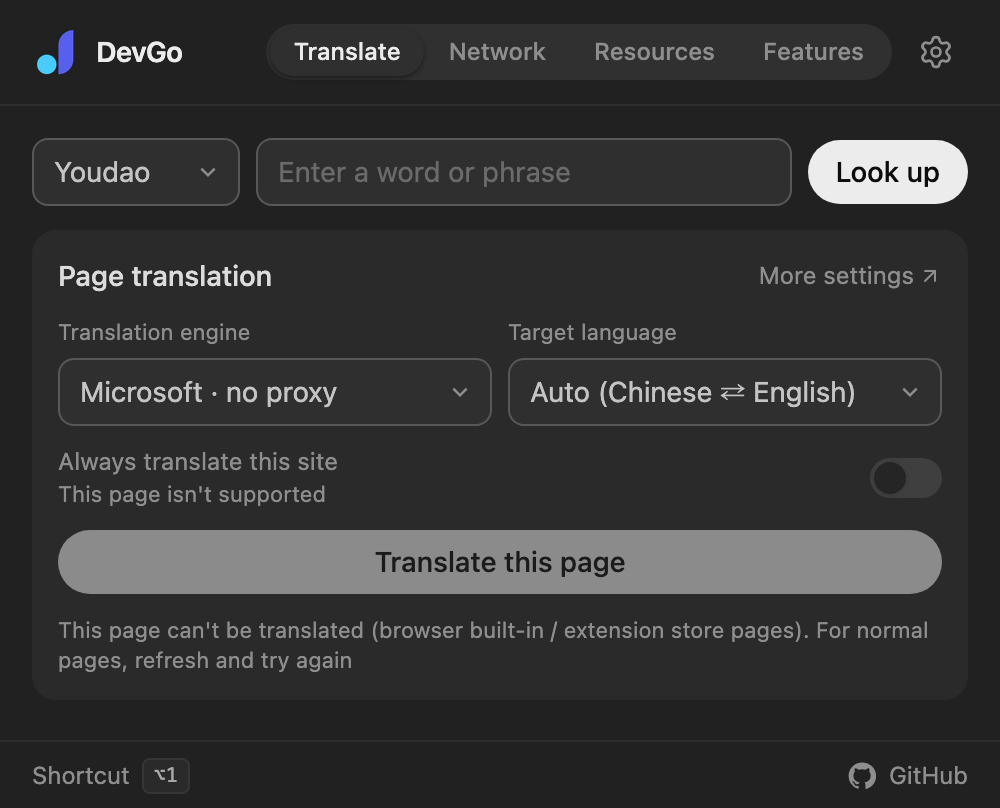 DevGo
Translate Network Resources Features
Youdao Enter a word or phrase Look up
Page translation More settings ↗
Translation engine Target language
Microsoft · no proxy Auto (Chinese ⇄ English)
Always translate this site
This page isn't supported
Translate this page
This page can't be translated (browser built-in / extension store pages). For normal
pages, refresh and try again
Shortcut ⌥1 GitHub